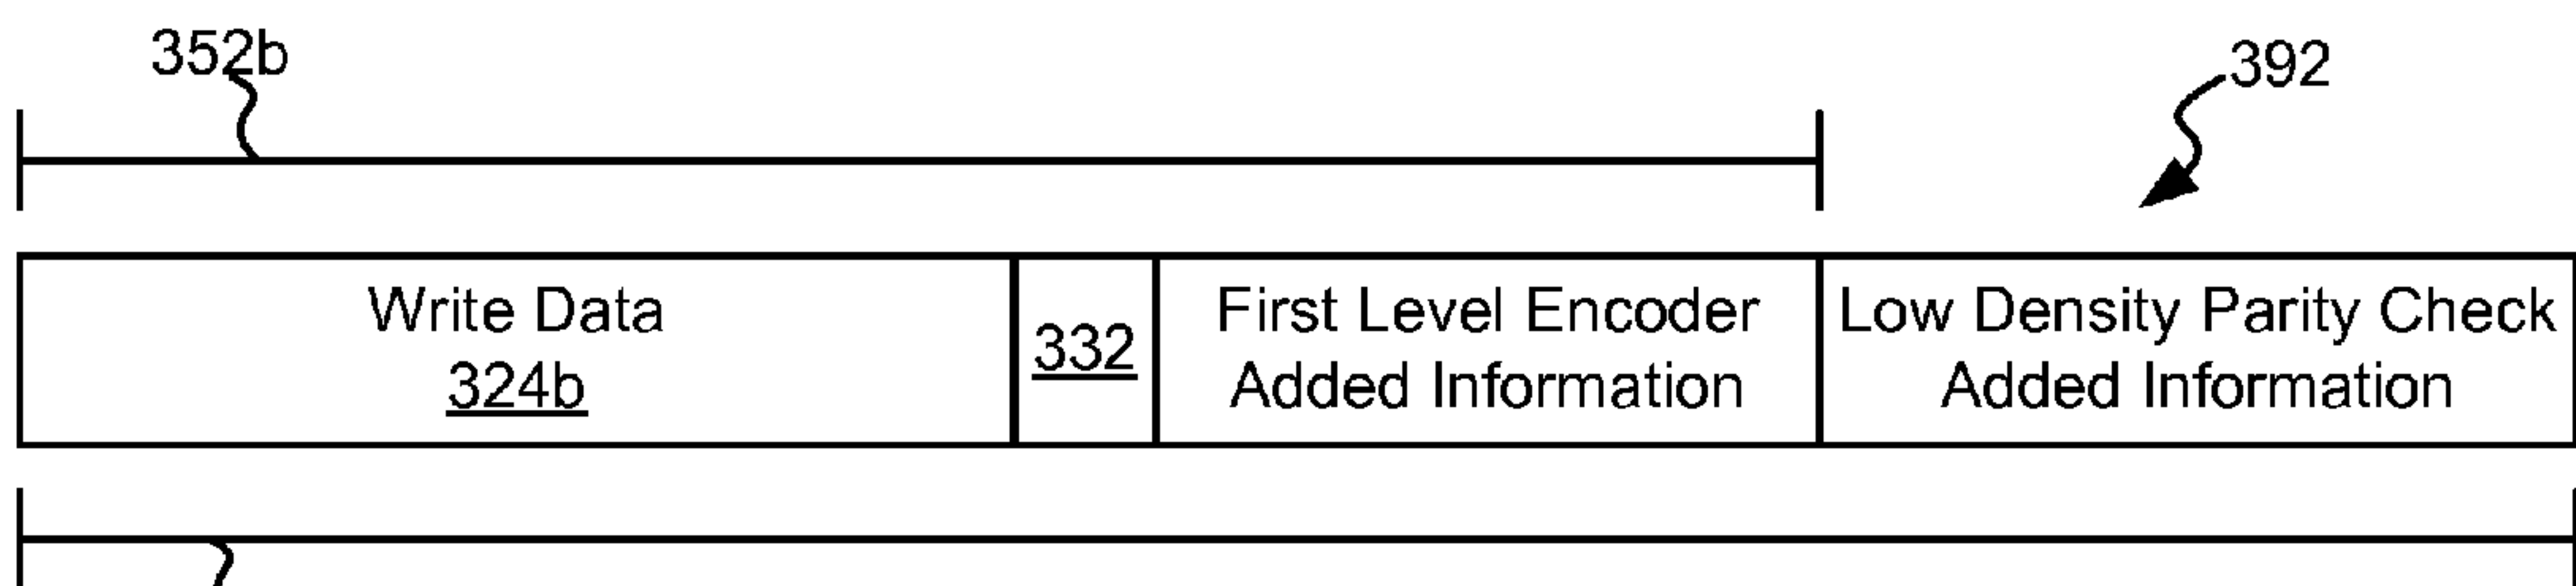 352b
392
Write Data
324b
332
First Level Encoder
Added Information
Low Density Parity Check
Added Information